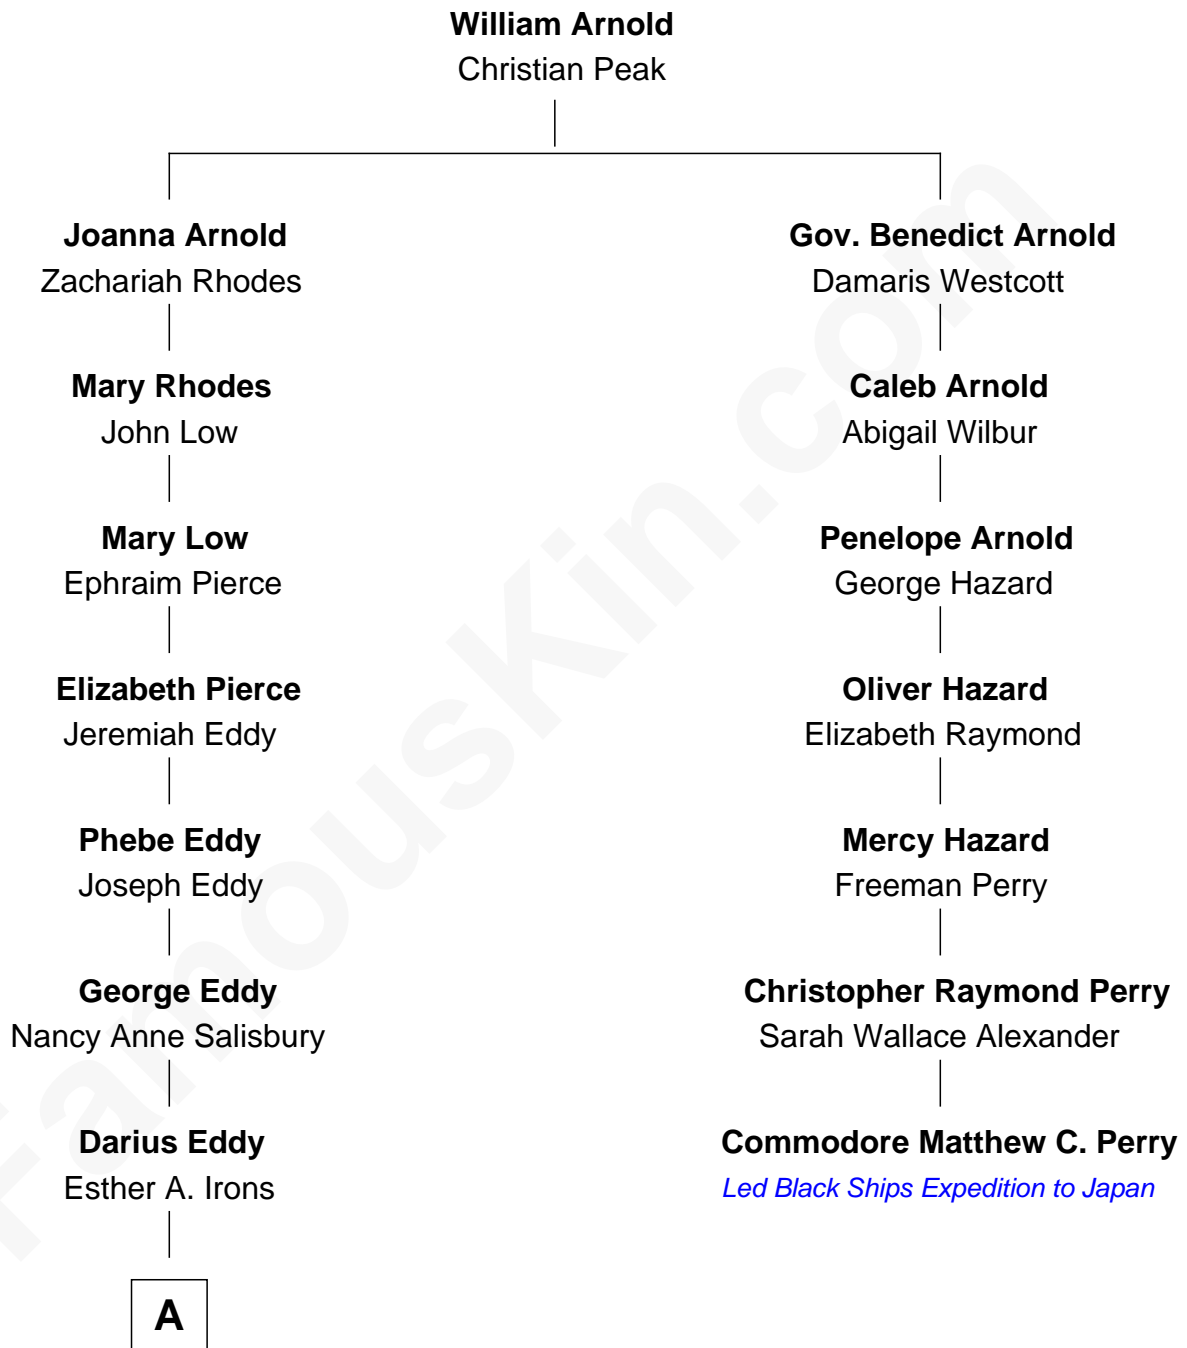 William Arnold
Christian Peak
Joanna Arnold
Zachariah Rhodes
Gov. Benedict Arnold
Damaris Westcott
Mary Rhodes
John Low
Caleb Arnold
Abigail Wilbur
Mary Low
Ephraim Pierce
Penelope Arnold
George Hazard
Elizabeth Pierce
Jeremiah Eddy
Oliver Hazard
Elizabeth Raymond
Phebe Eddy
Joseph Eddy
Mercy Hazard
Freeman Perry
George Eddy
Nancy Anne Salisbury
Christopher Raymond Perry
Sarah Wallace Alexander
Darius Eddy
Esther A. Irons
Commodore Matthew C. Perry
Led Black Ships Expedition to Japan
A
FamousKin.com